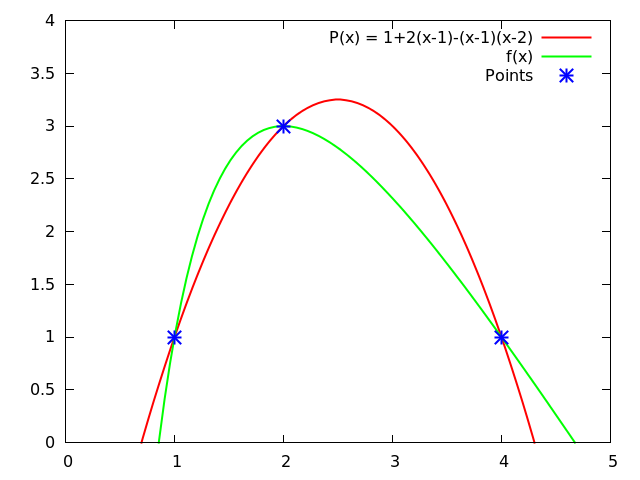 4
P(x) = 1+2(x-1)-(x-1)(x-2)
3.5
f(x)
Points
3
2.5
2
1.5
1
0.5
0
0 1 2 3 4 5